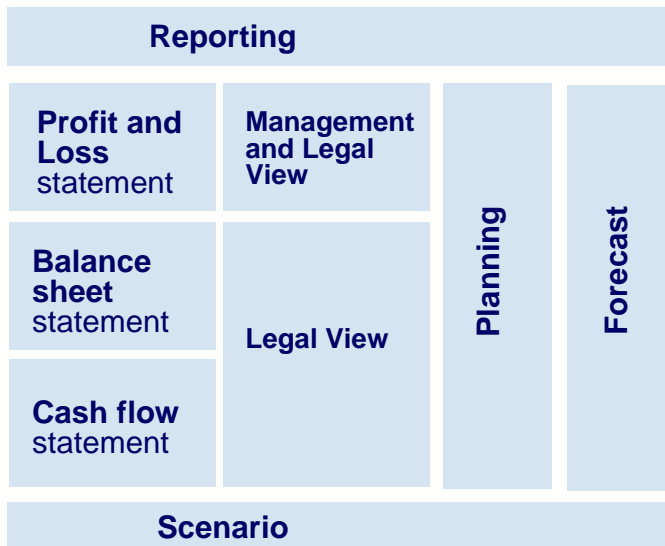 Reporting
Profit and
Loss
statement
Management
and Legal
View
Balance
sheet
statement
Legal View
Cash flow
statement
Planning
Forecast
Scenario